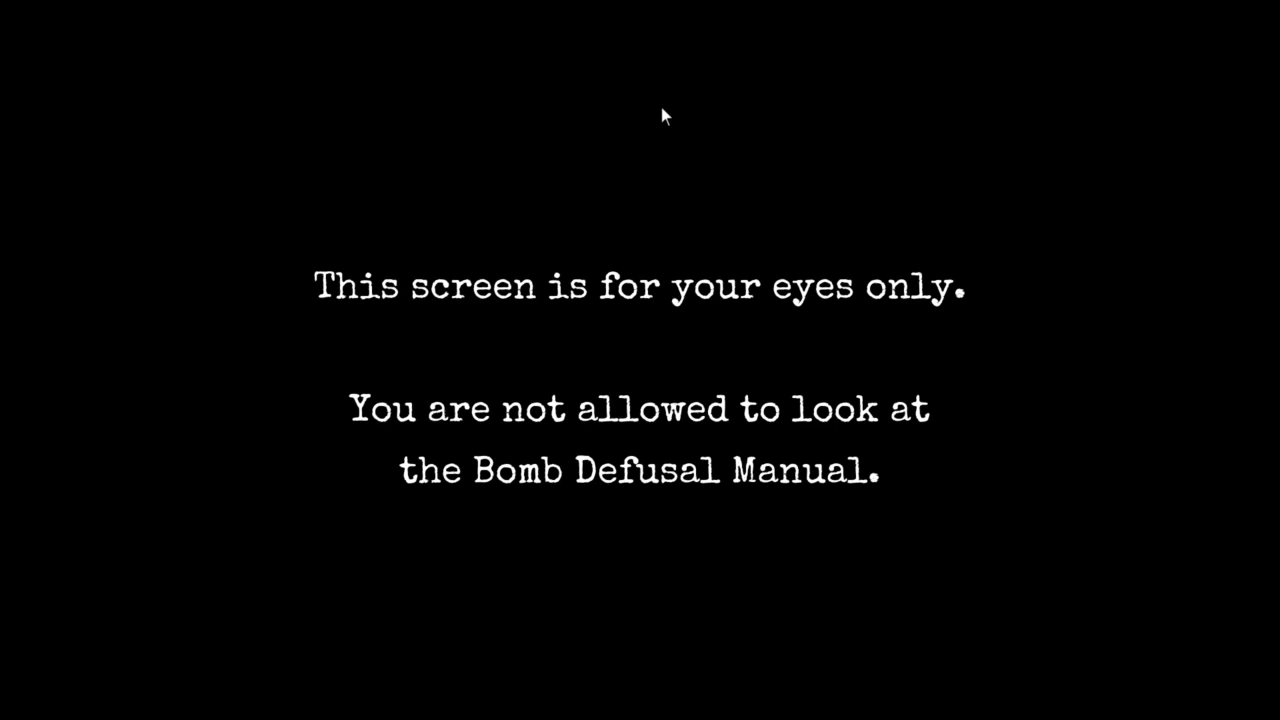 This screen is for your eyes only.
You are not allowed to look at
the Bomb Defusal Manual.